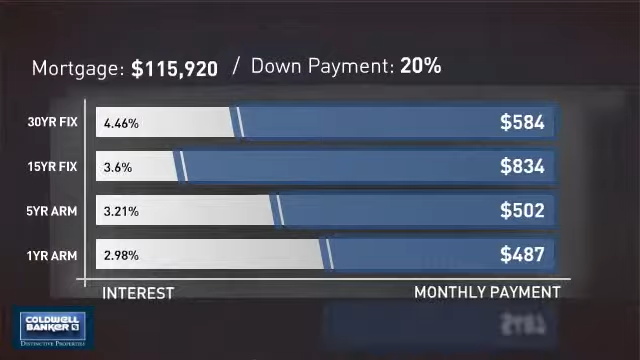 Mortgage: $115,920 / Down Payment: 20%
30YR FIX 4.46% $584
15YR FIX 3.6% $834
5YR ARM 3.21% $502
1YR ARM 2.98% $487
INTEREST MONTHLY PAYMENT
COLDWELL
BANKER
DISTINCTIVE PROPERTIES